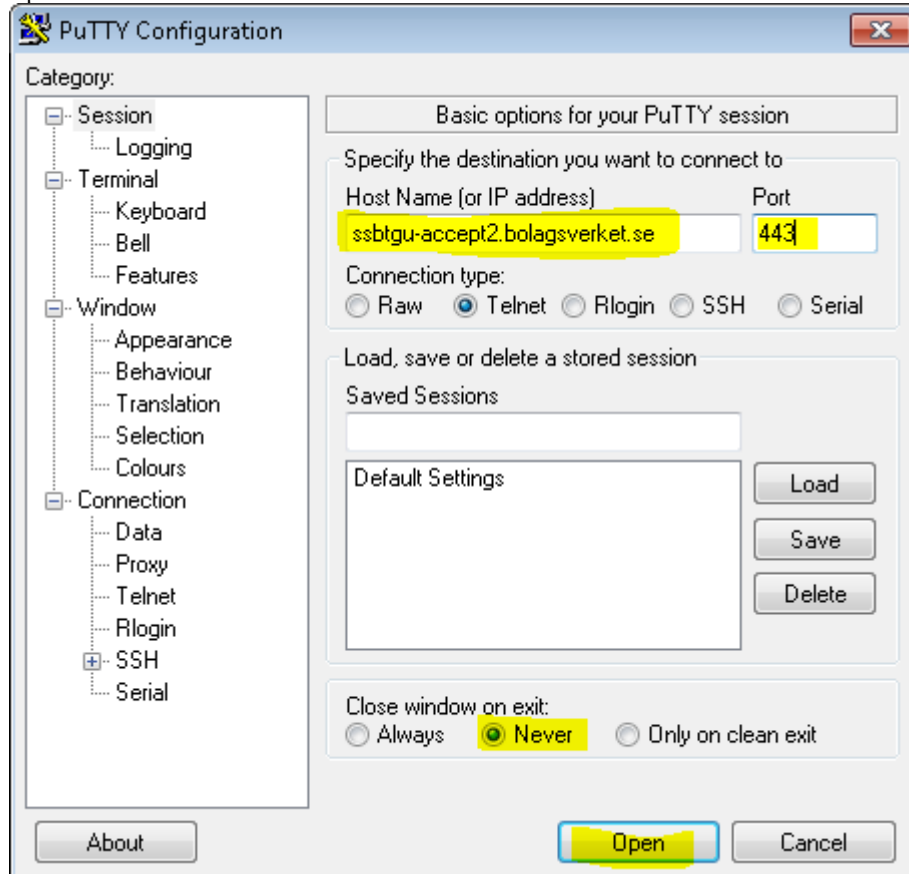 PuTTY Configuration
Category:
Session
Logging
Terminal
Keyboard
Bell
Features
Window
Appearance
Behaviour
Translation
Selection
Colours
Connection
Data
Proxy
Telnet
Rlogin
SSH
Serial
Basic options for your PuTTY session
Specify the destination you want to connect to
Host Name (or IP address) Port
ssbtgu-accept2.bolagsverket.se 443
Connection type:
Raw Telnet Rlogin SSH Serial
Load, save or delete a stored session
Saved Sessions
Default Settings
Load
Save
Delete
Close window on exit:
Always Never Only on clean exit
About Open Cancel